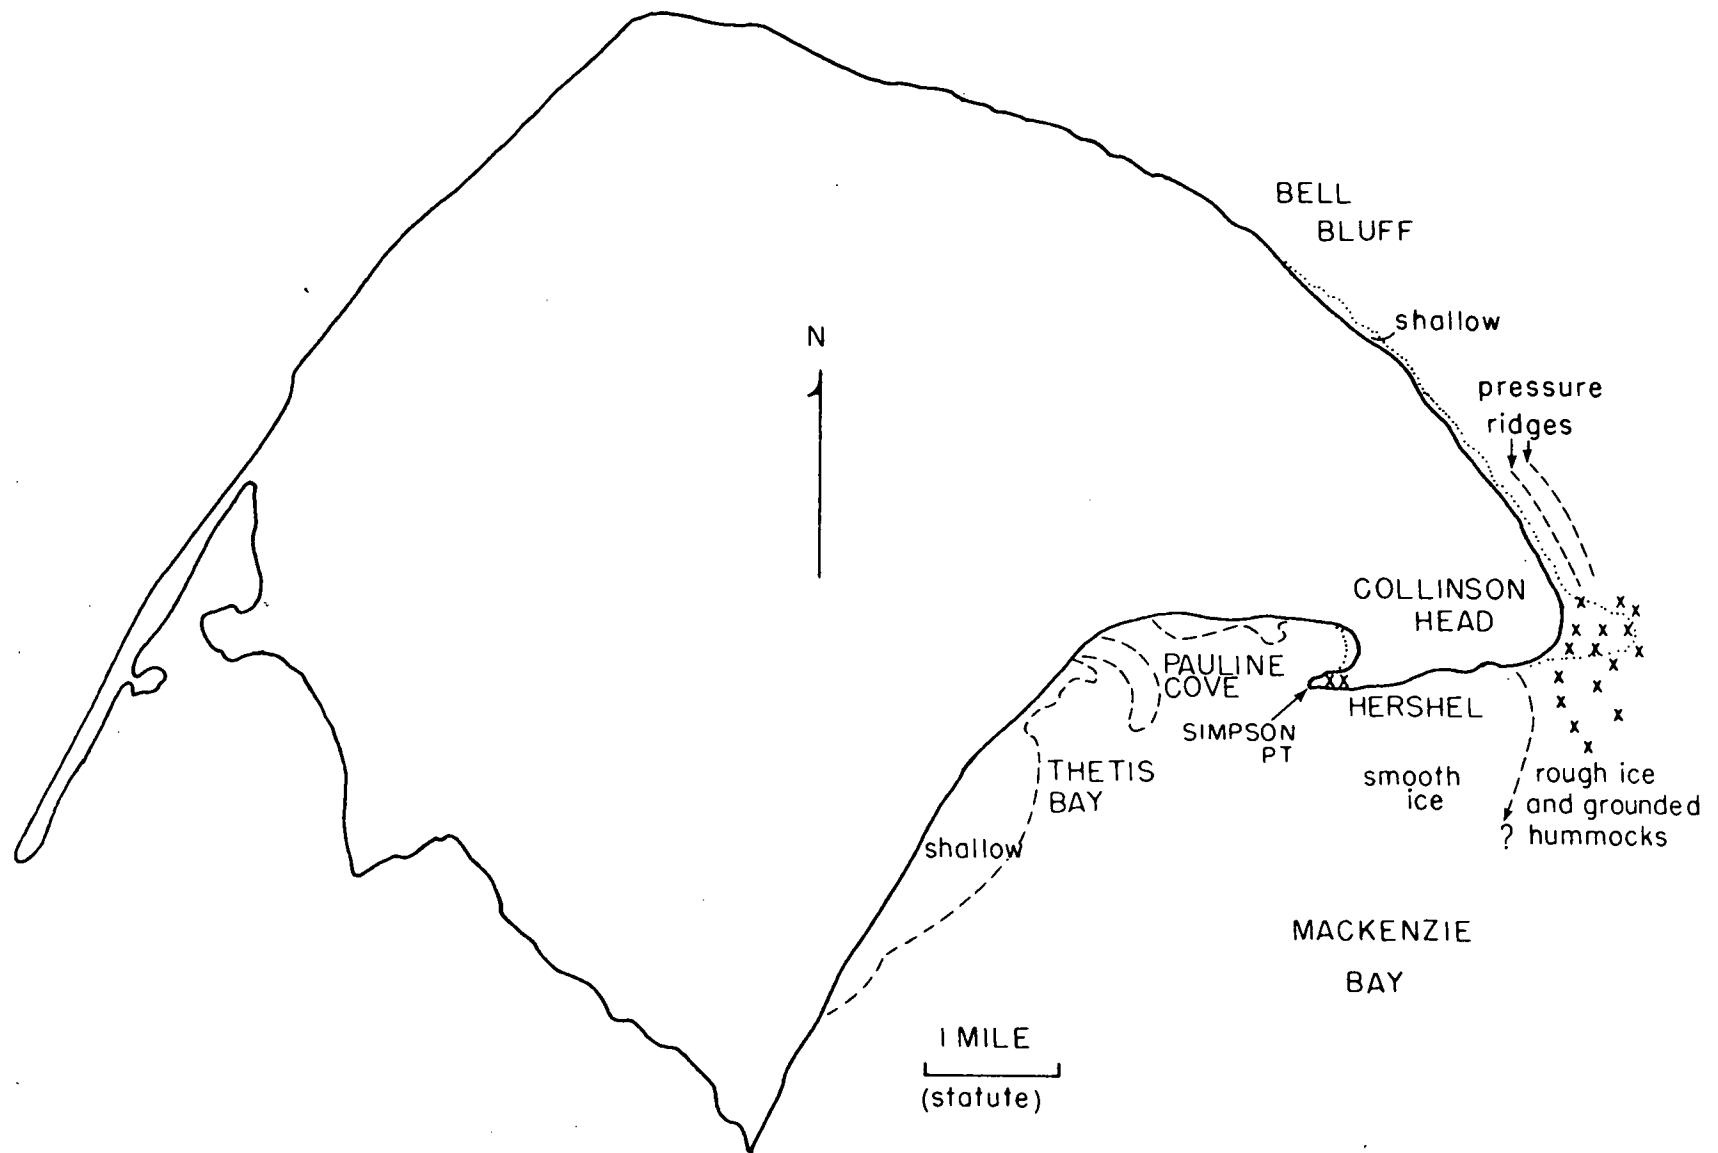 BELL
BLUFF
shallow
N
pressure
ridges
COLLINSON
HEAD
PAULINE
COVE
HERSHEL
SIMPSON
PT
THETIS
BAY
smooth
ice
rough ice
and grounded
? hummocks
shallow
MACKENZIE
BAY
1 MILE
(statute)